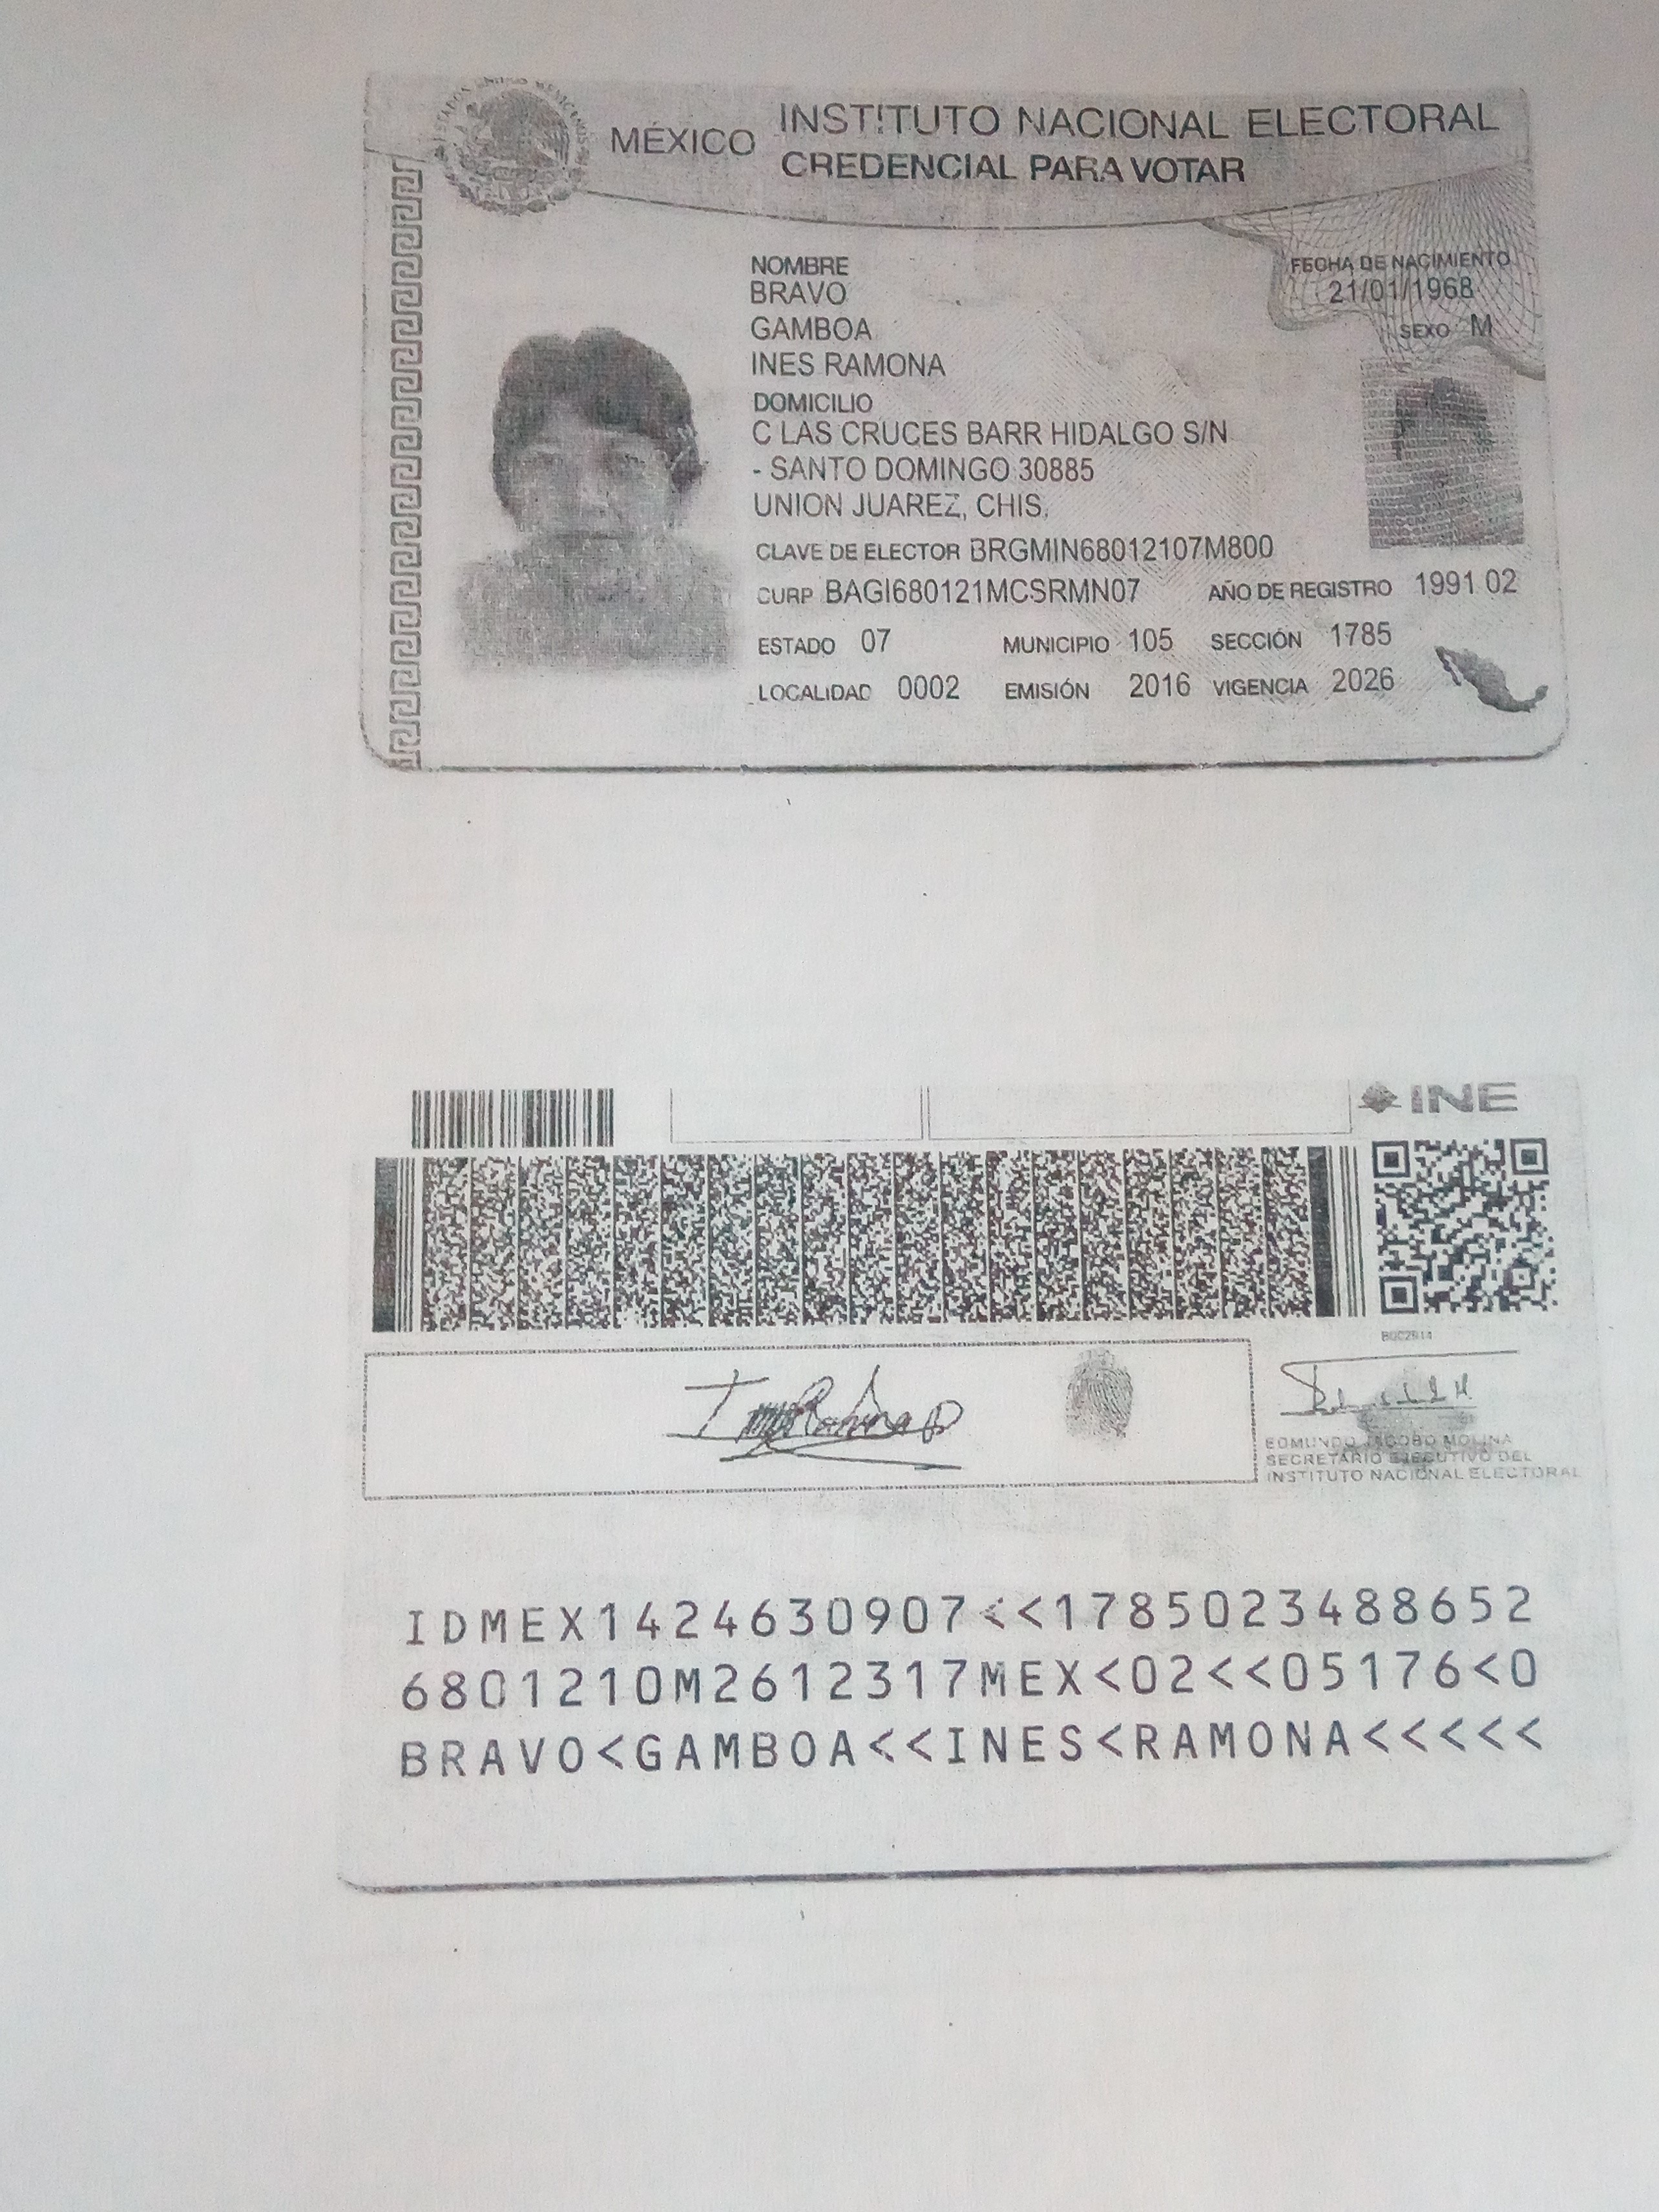 ESTADOS UNIDOS MEXICANOS
MÉXICO INSTITUTO NACIONAL ELECTORAL
CREDENCIAL PARA VOTAR
NOMBRE
BRAVO
GAMBOA
INES RAMONA
FECHA DE NACIMIENTO
21/01/1968
SEXO M
DOMICILIO
C LAS CRUCES BARR HIDALGO S/N
- SANTO DOMINGO 30885
UNION JUAREZ, CHIS.
CLAVE DE ELECTOR BRGMIN68012107M800
CURP BAGI680121MCSRMN07 AÑO DE REGISTRO 1991 02
ESTADO 07 MUNICIPIO 105 SECCIÓN 1785
LOCALIDAD 0002 EMISIÓN 2016 VIGENCIA 2026
INE
EDMUNDO JACOBO MOLINA
SECRETARIO EJECUTIVO DEL
INSTITUTO NACIONAL ELECTORAL
IDMEX1424630907<<1785023488652
6801210M2612317MEX<02<<05176<0
BRAVO<GAMBOA<<INES<RAMONA<<<<<